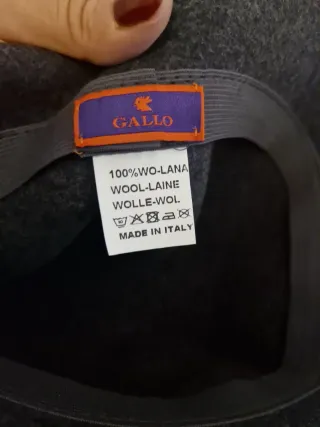 GALLO
100%WO-LANA
WOOL-LAINE
WOLLE-WOL.
MADE IN ITALY